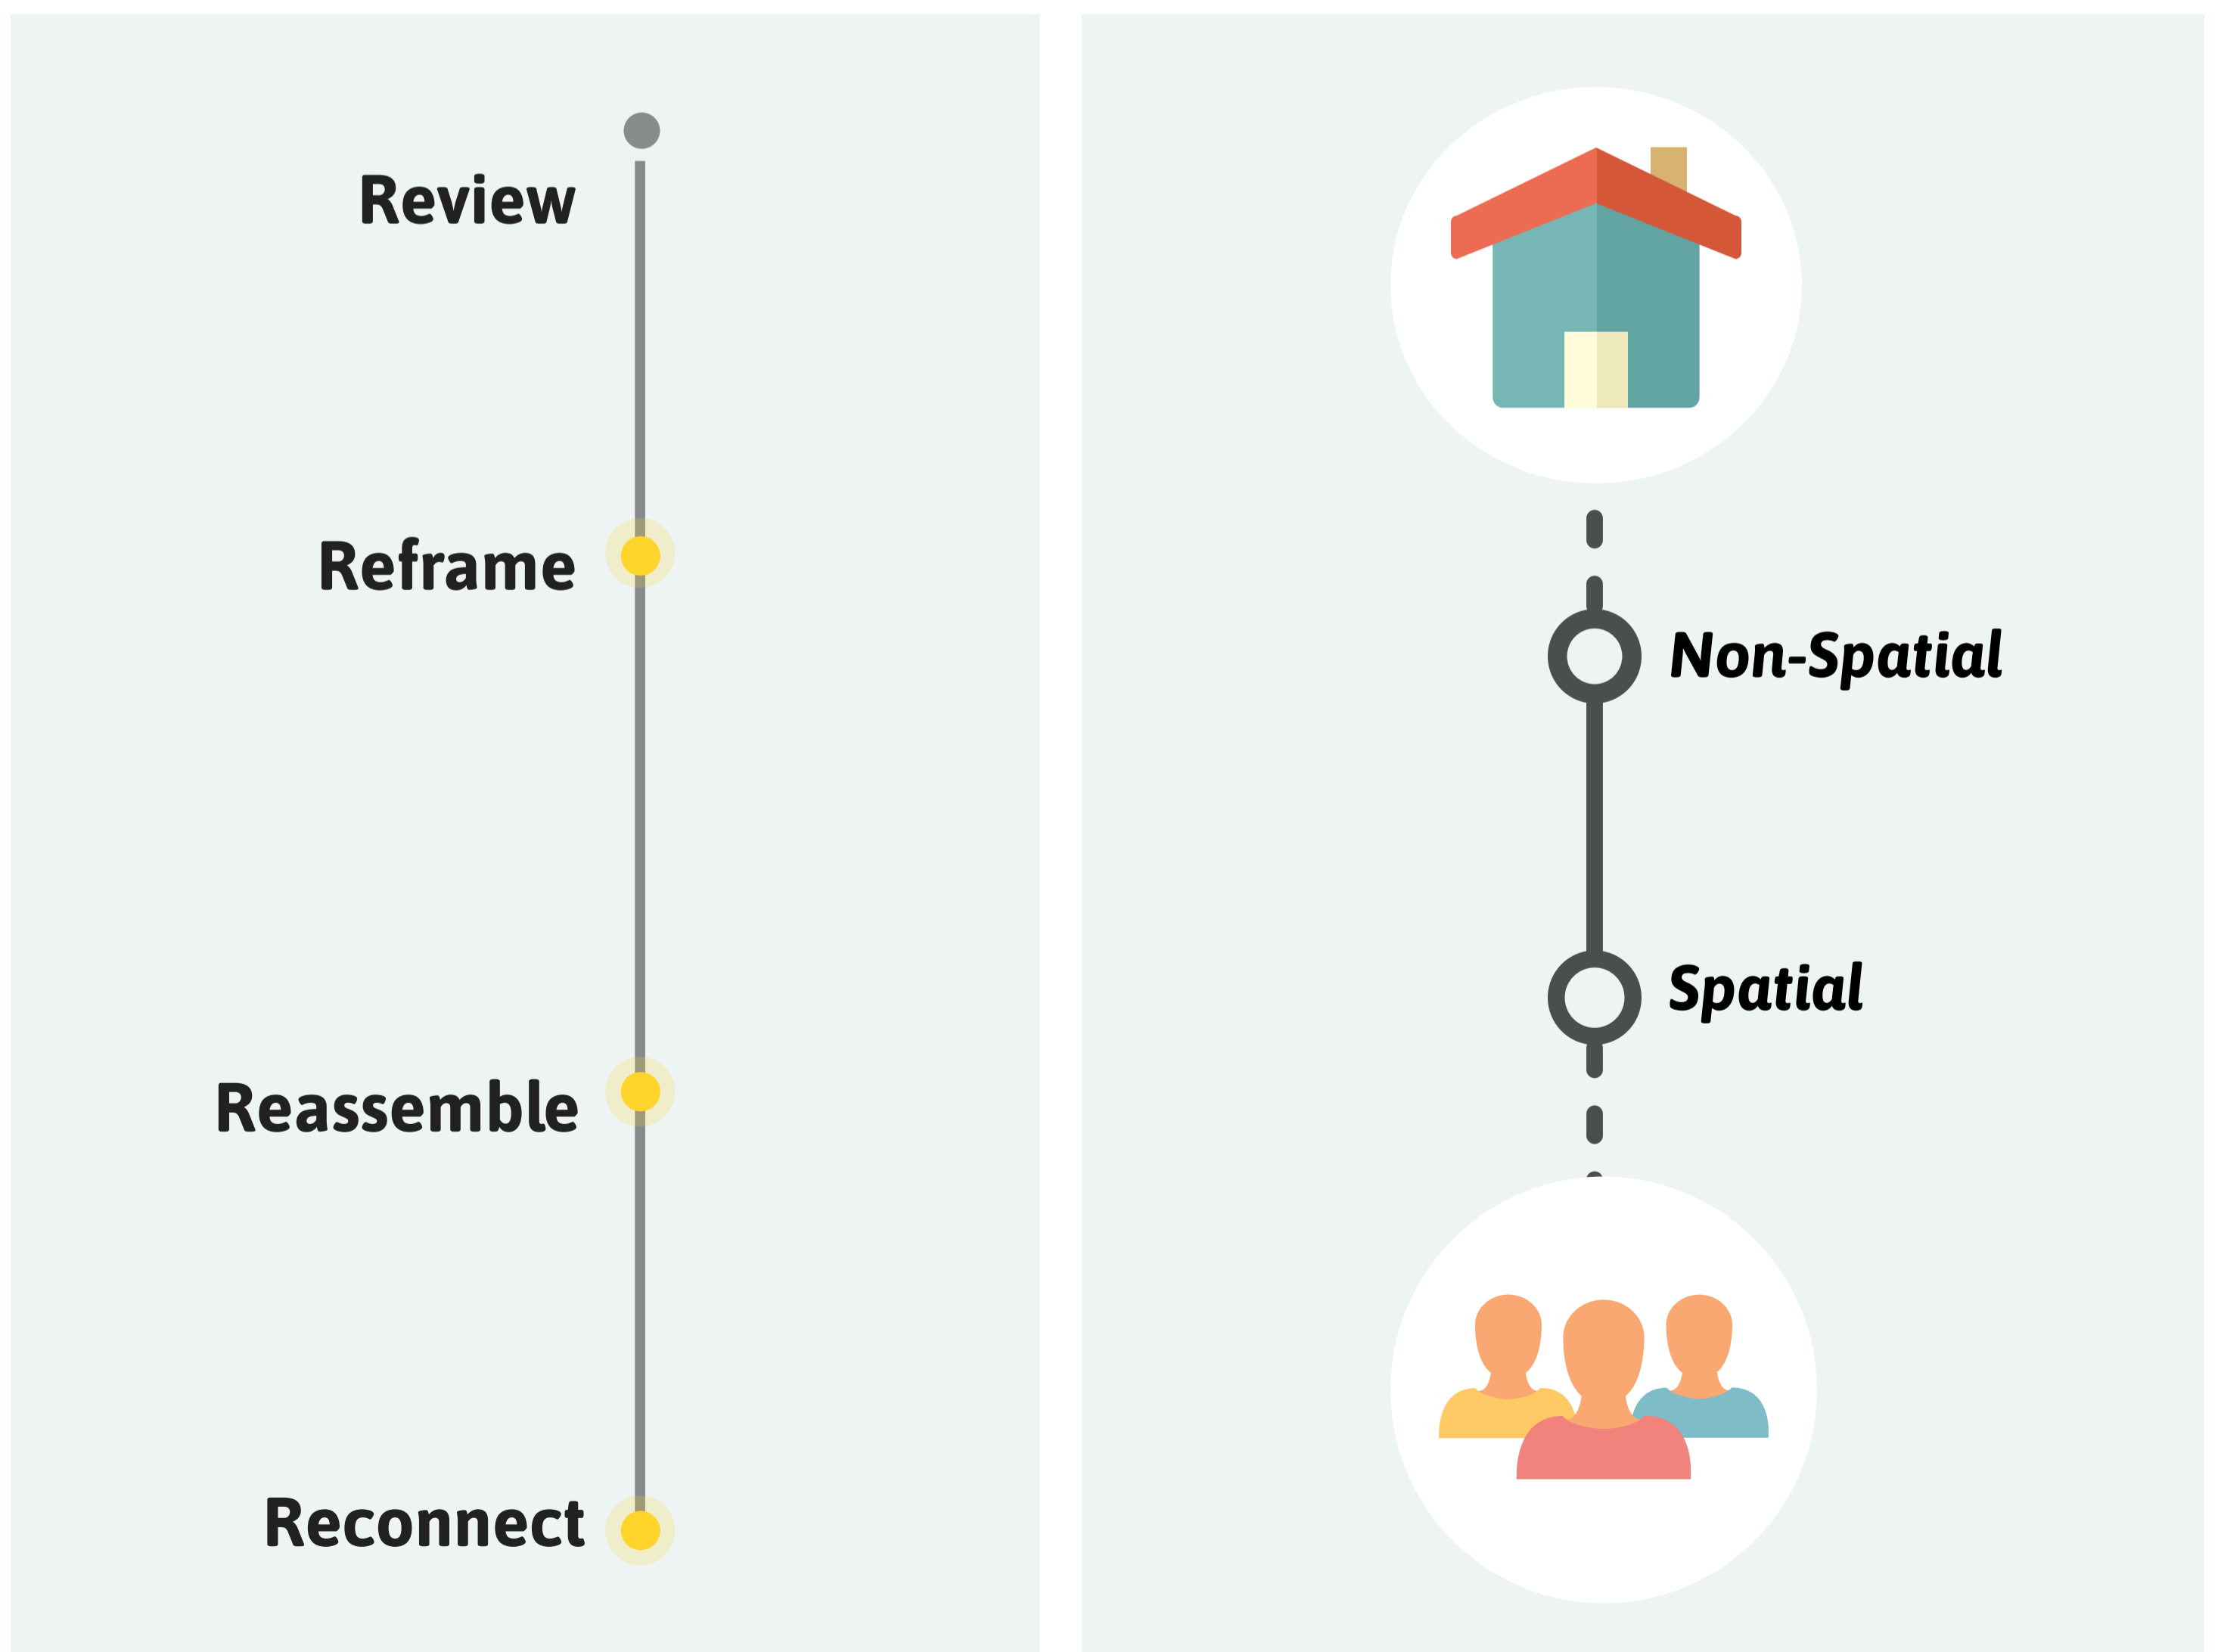 Review
Reframe
Reassemble
Reconnect
Non-Spatial
Spatial